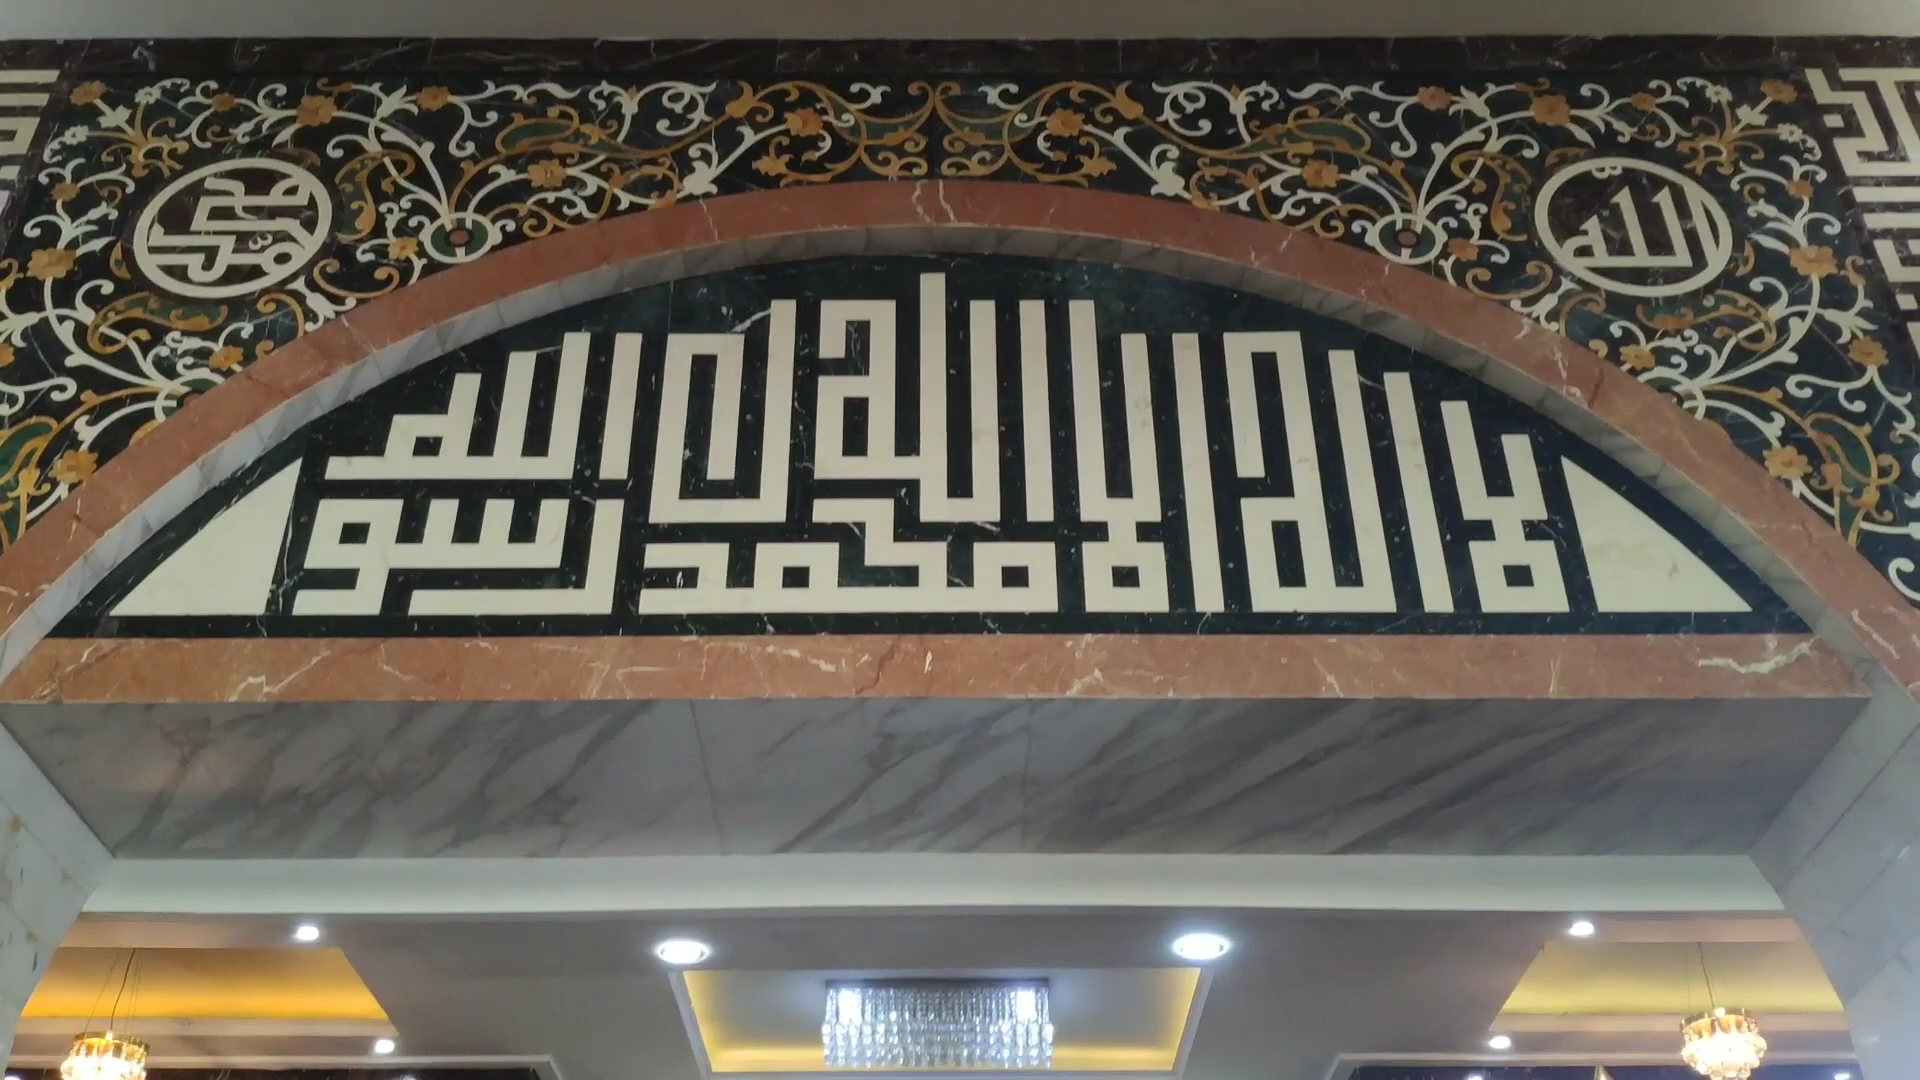 لا اله الا الله محمد رسول الله
الله
محمد